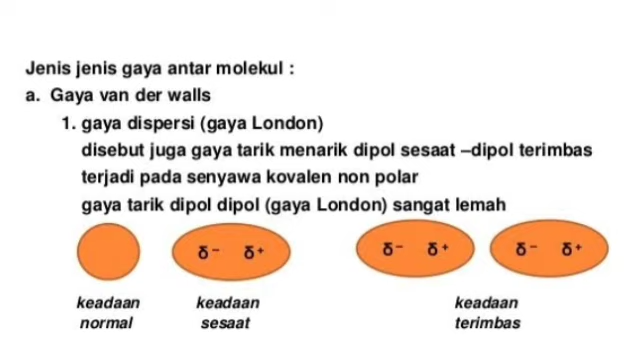 Jenis jenis gaya antar molekul :
a. Gaya van der walls
1. gaya dispersi (gaya London)
disebut juga gaya tarik menarik dipol sesaat –dipol terimbas
terjadi pada senyawa kovalen non polar
gaya tarik dipol dipol (gaya London) sangat lemah
δ⁻ δ⁺ δ⁻ δ⁺ δ⁻ δ⁺
keadaan keadaan keadaan
normal sesaat terimbas